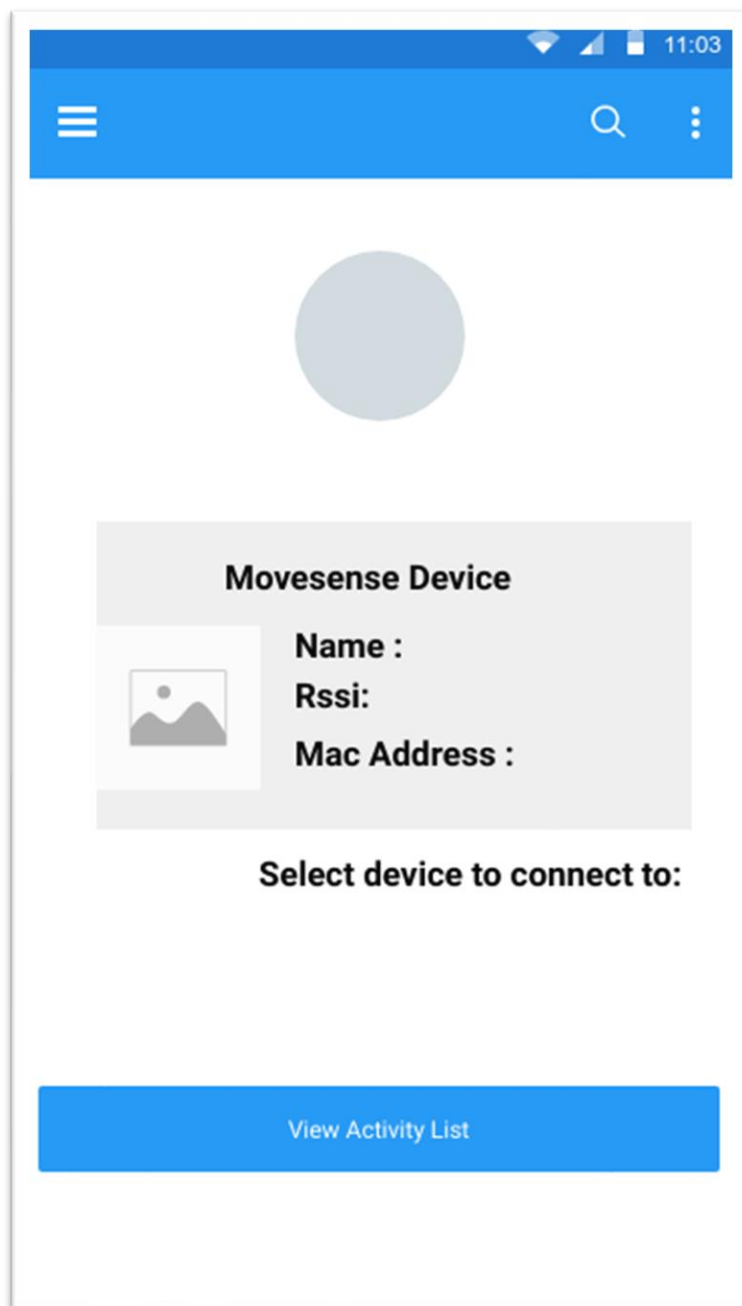 11:03
Movesense Device
Name :
Rssi:
Mac Address :
Select device to connect to:
View Activity List